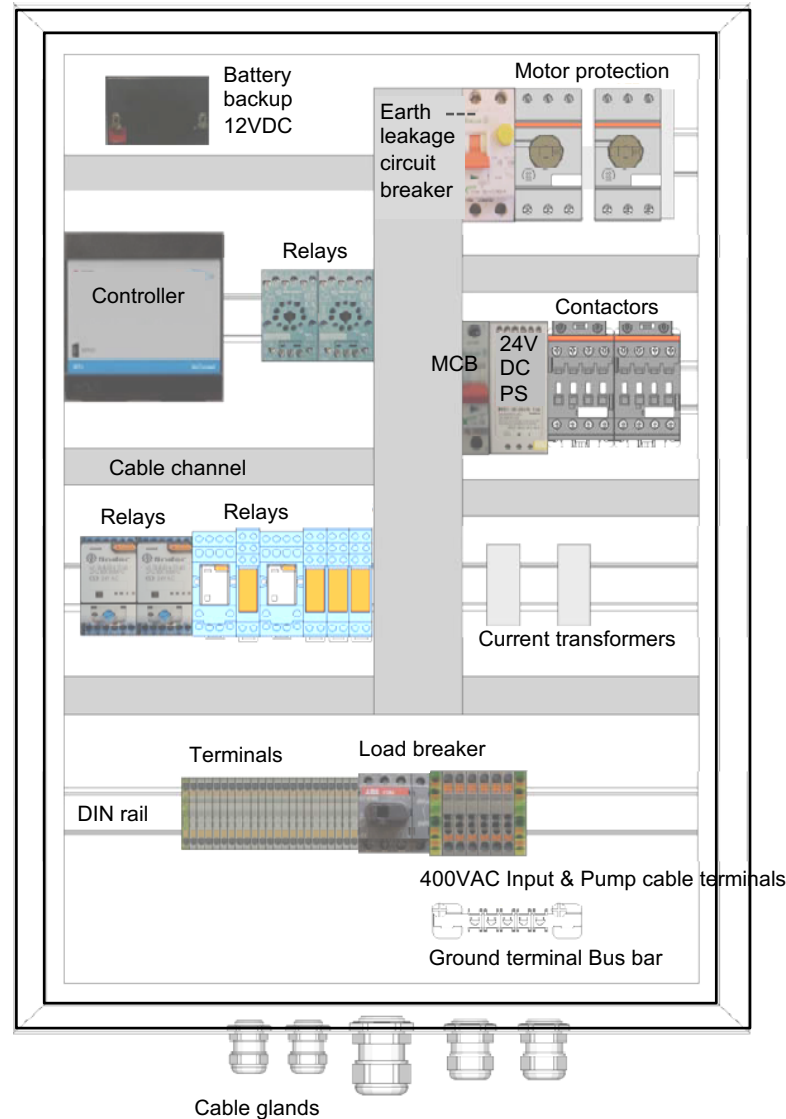 Battery
backup
12VDC
Motor protection
Earth
leakage
circuit
breaker
Controller
Relays
Contactors
MCB
24V
DC
PS
Cable channel
Relays
Relays
Current transformers
Terminals
Load breaker
DIN rail
400VAC Input & Pump cable terminals
Ground terminal Bus bar
Cable glands